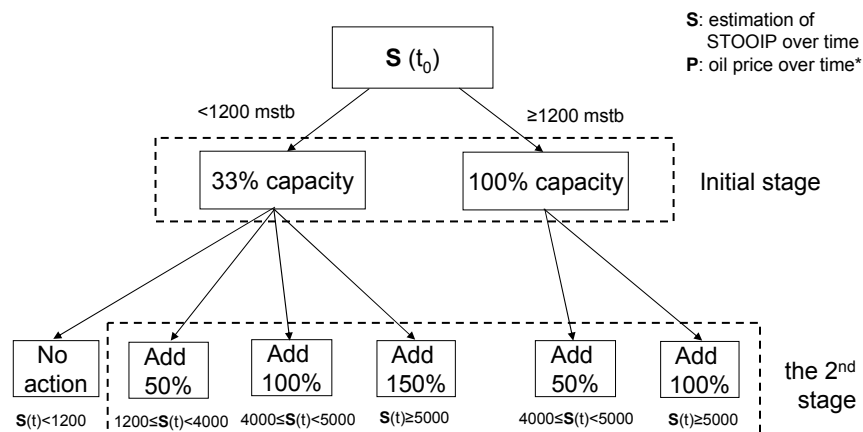 S: estimation of
STOOIP over time
P: oil price over time*
S (t0)
<1200 mstb
≥1200 mstb
33% capacity
100% capacity
Initial stage
No
action
Add
50%
Add
100%
Add
150%
Add
50%
Add
100%
the 2nd
stage
S(t)<1200
1200≤S(t)<4000
4000≤S(t)<5000
S(t)≥5000
4000≤S(t)<5000
S(t)≥5000